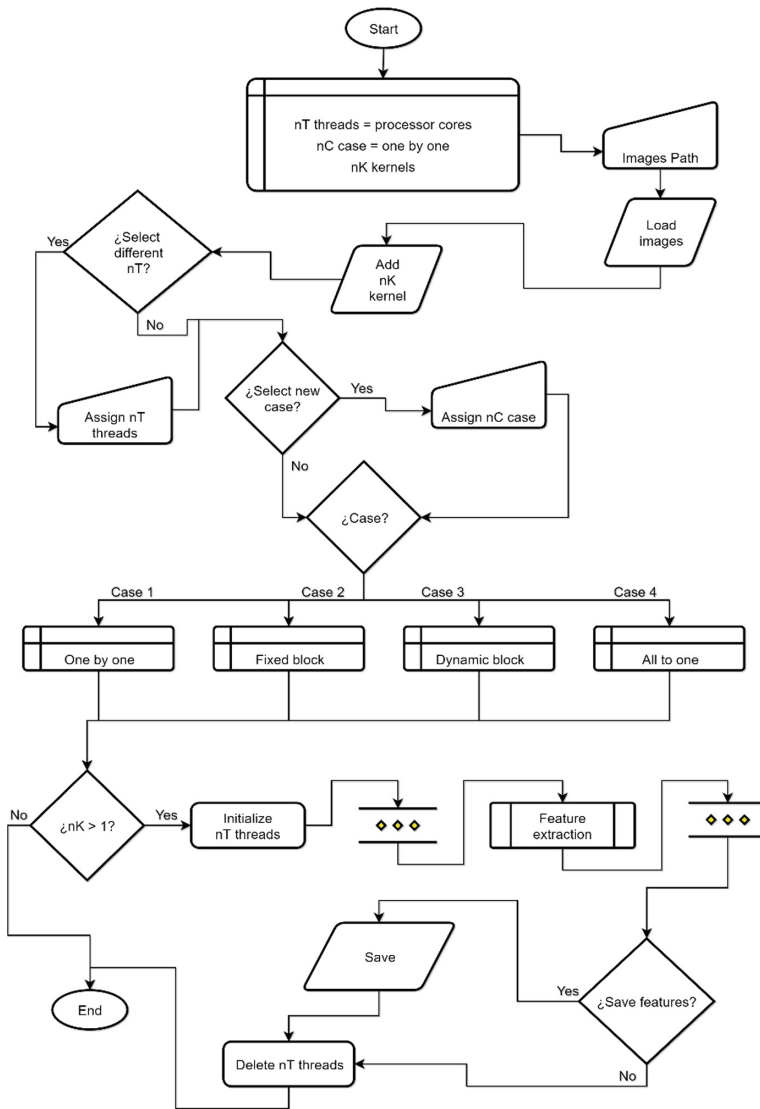 Start
nT threads = processor cores
nC case = one by one
nK kernels
Images Path
Load
images
Add
nK
kernel
¿Select
different
nT?
Yes
No
Assign nT
threads
¿Select new
case?
Yes
No
Assign nC case
¿Case?
Case 1
Case 2
Case 3
Case 4
One by one
Fixed block
Dynamic block
All to one
¿nK > 1?
No
Yes
Initialize
nT threads
Feature
extraction
Save
¿Save features?
Yes
No
End
Delete nT threads